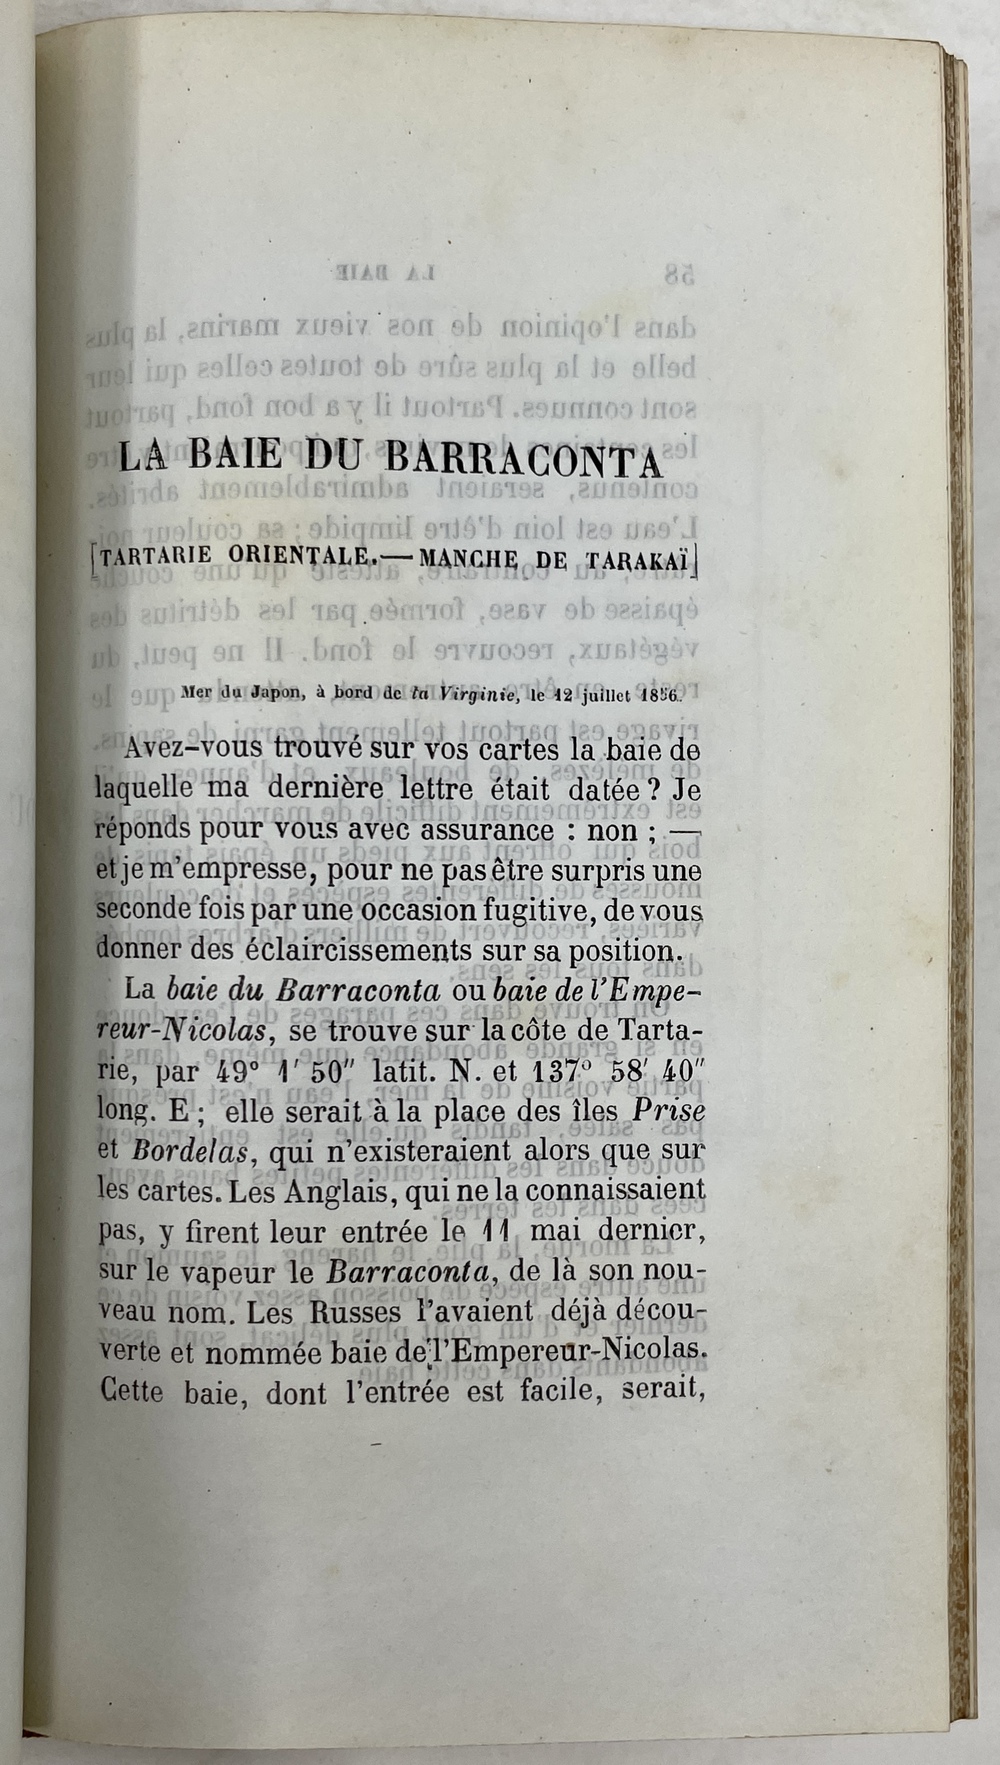 LA BAIE DU BARRACONTA
[TARTARIE ORIENTALE.—MANCHE DE TARAKAÏ]
Mer du Japon, à bord de la Virginie, le 12 juillet 1856.
Avez-vous trouvé sur vos cartes la baie de
laquelle ma dernière lettre était datée ? Je
réponds pour vous avec assurance : non ; —
et je m'empresse, pour ne pas être surpris une
seconde fois par une occasion fugitive, de vous
donner des éclaircissements sur sa position.
La baie du Barraconta ou baie de l'Empe-
reur-Nicolas, se trouve sur la côte de Tarta-
rie, par 49° 1' 50" latit. N. et 137° 58' 40"
long. E ; elle serait à la place des îles Prise
et Bordelas, qui n'existeraient alors que sur
les cartes. Les Anglais, qui ne la connaissaient
pas, y firent leur entrée le 11 mai dernier,
sur le vapeur le Barraconta, de là son nou-
veau nom. Les Russes l'avaient déjà décou-
verte et nommée baie de l'Empereur-Nicolas.
Cette baie, dont l'entrée est facile, serait,